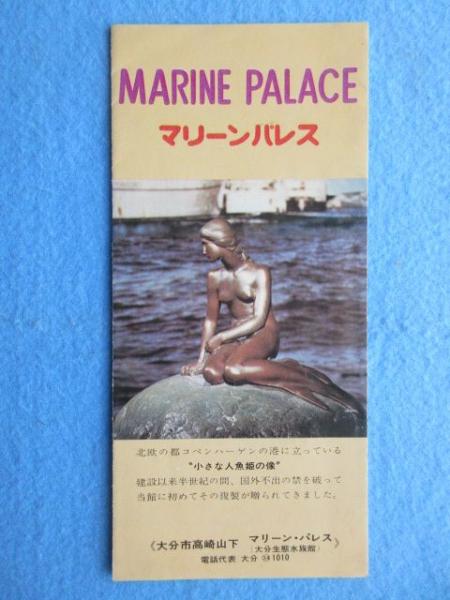 MARINE PALACE
マリーンパレス
北欧の都コペンハーゲンの港に立っている
“小さな人魚姫の像”
建設以来半世紀の間、国外不出の禁を破って
当館に初めてその復製が贈られてきました。
《大分市高崎山下 マリーン・パレス》
(大分生態水族館)
電話代表 大分 1010